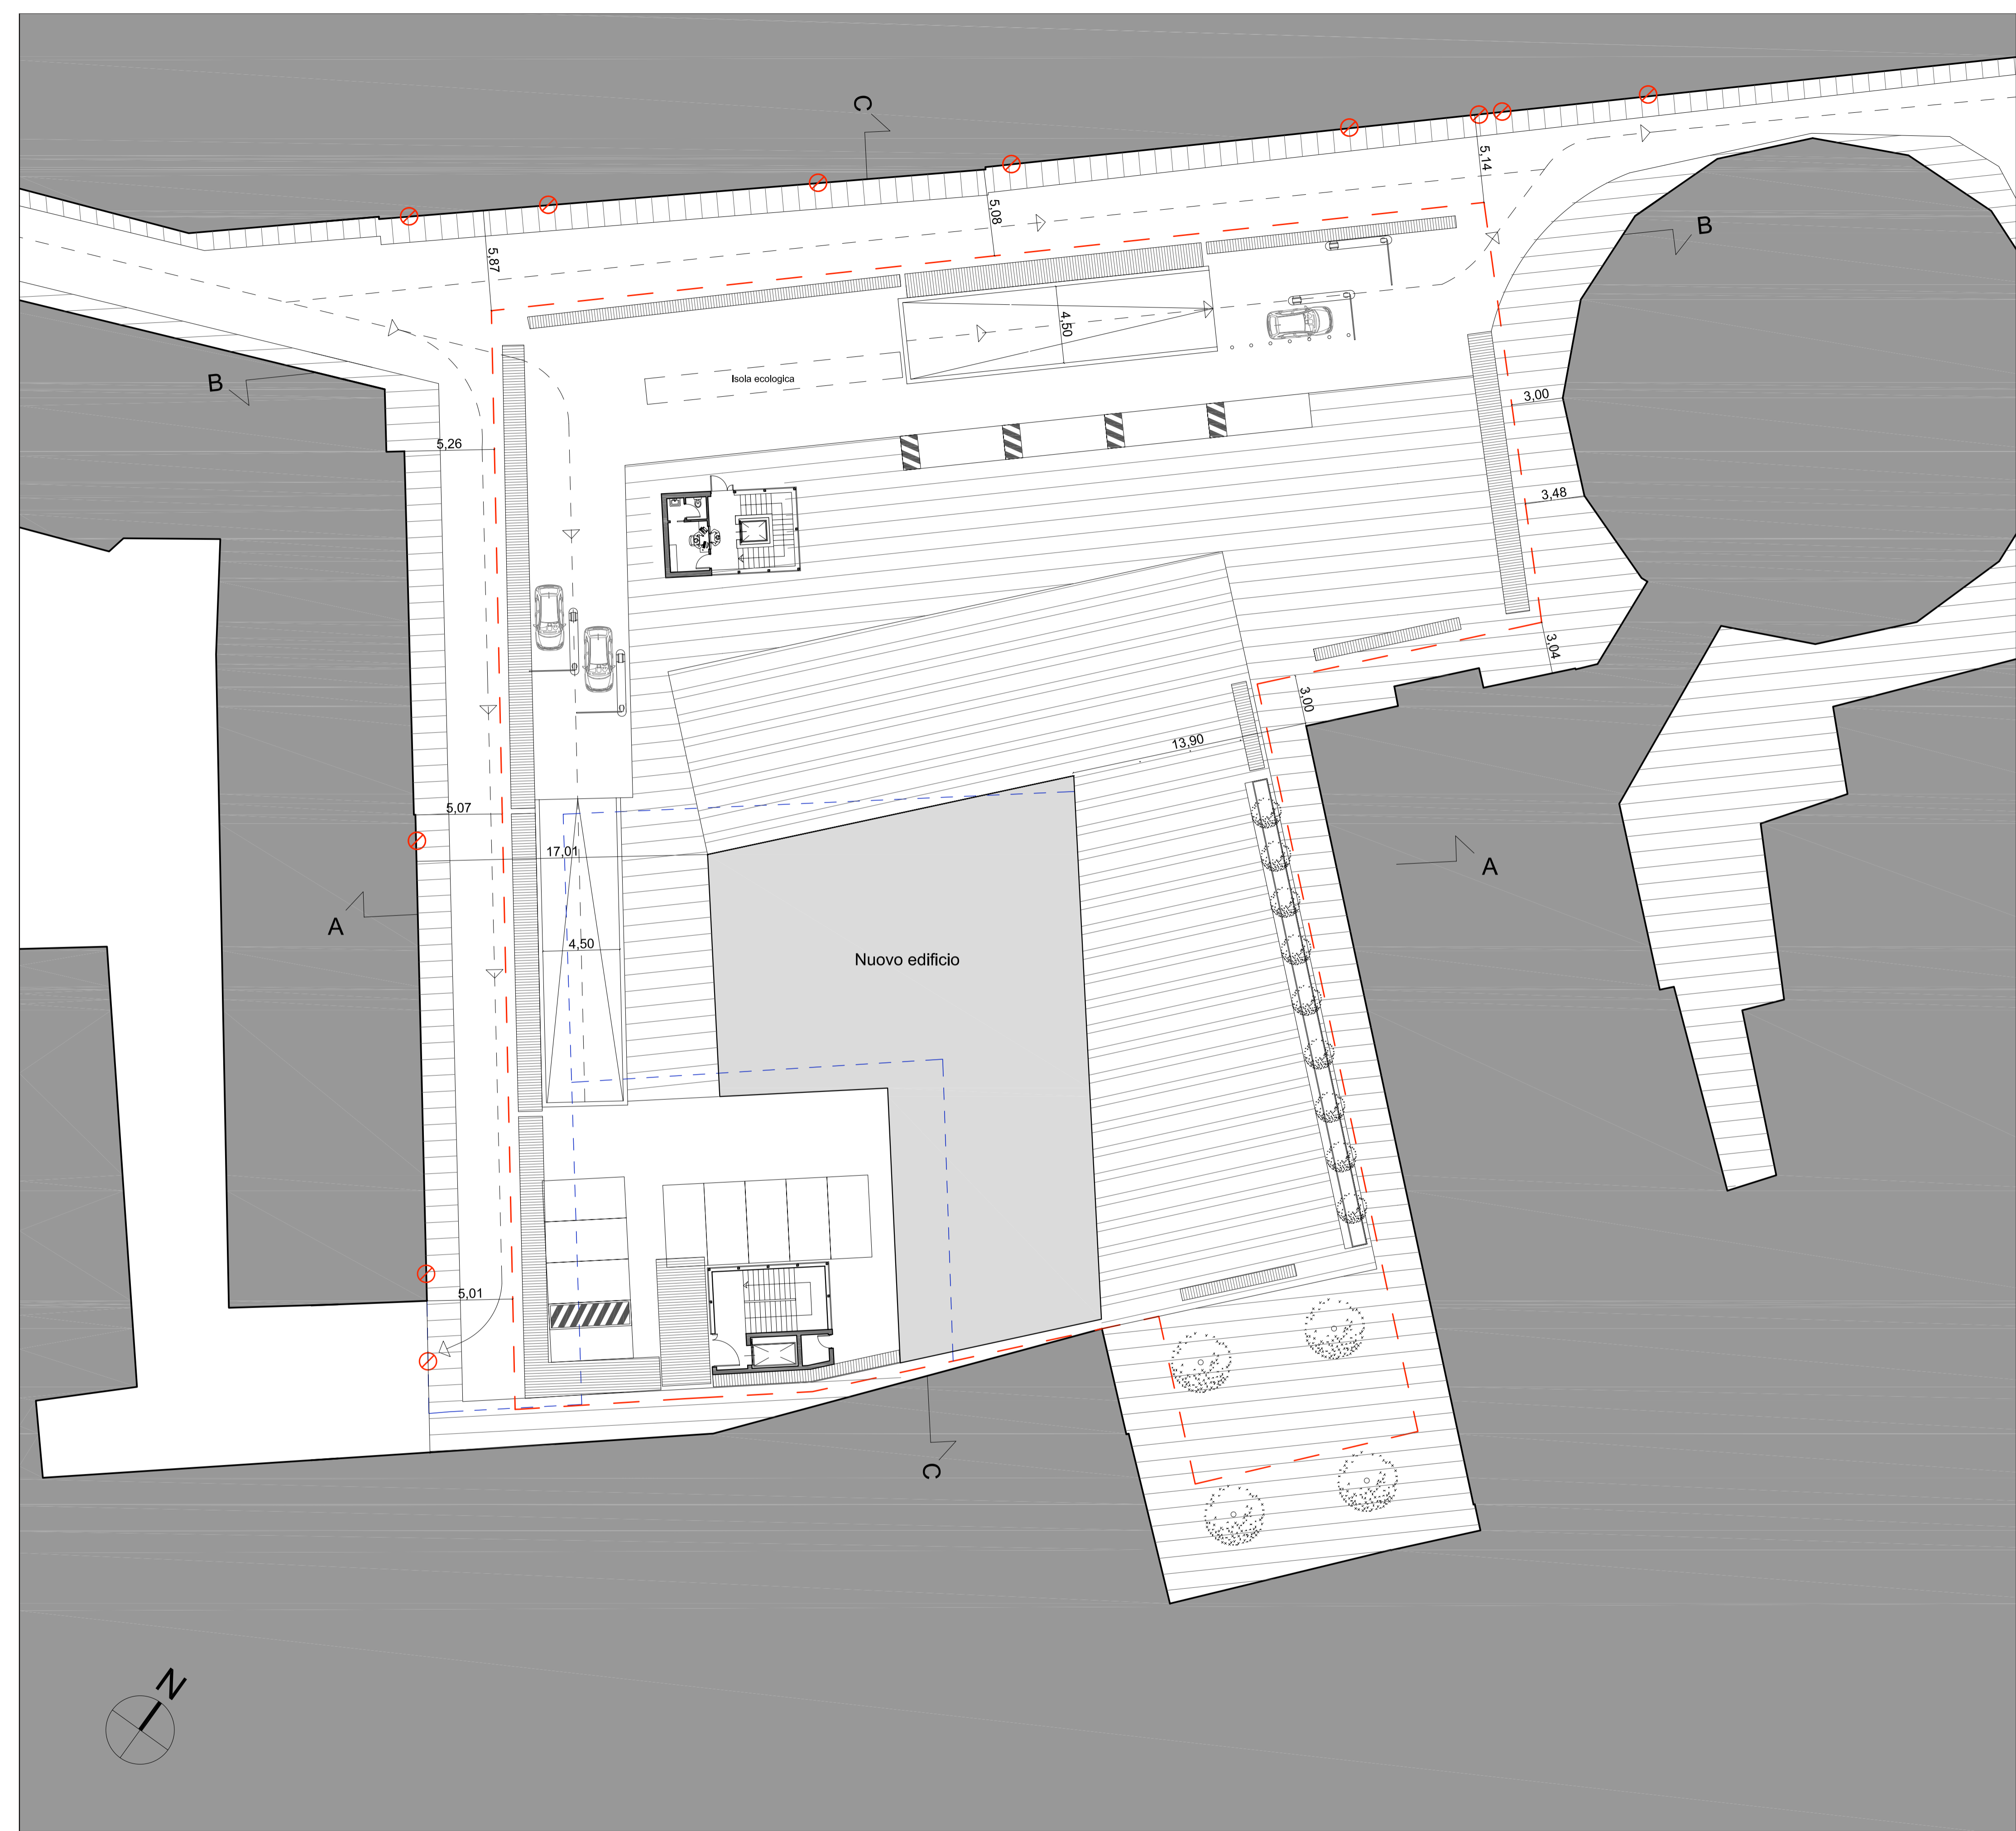 C
5,14
5,08
B
5,87
4,50
Isola ecologica
B
3,00
5,26
3,48
3,04
3,00
13,90
5,07
17,01
A
A
4,50
Nuovo edificio
5,01
C
N